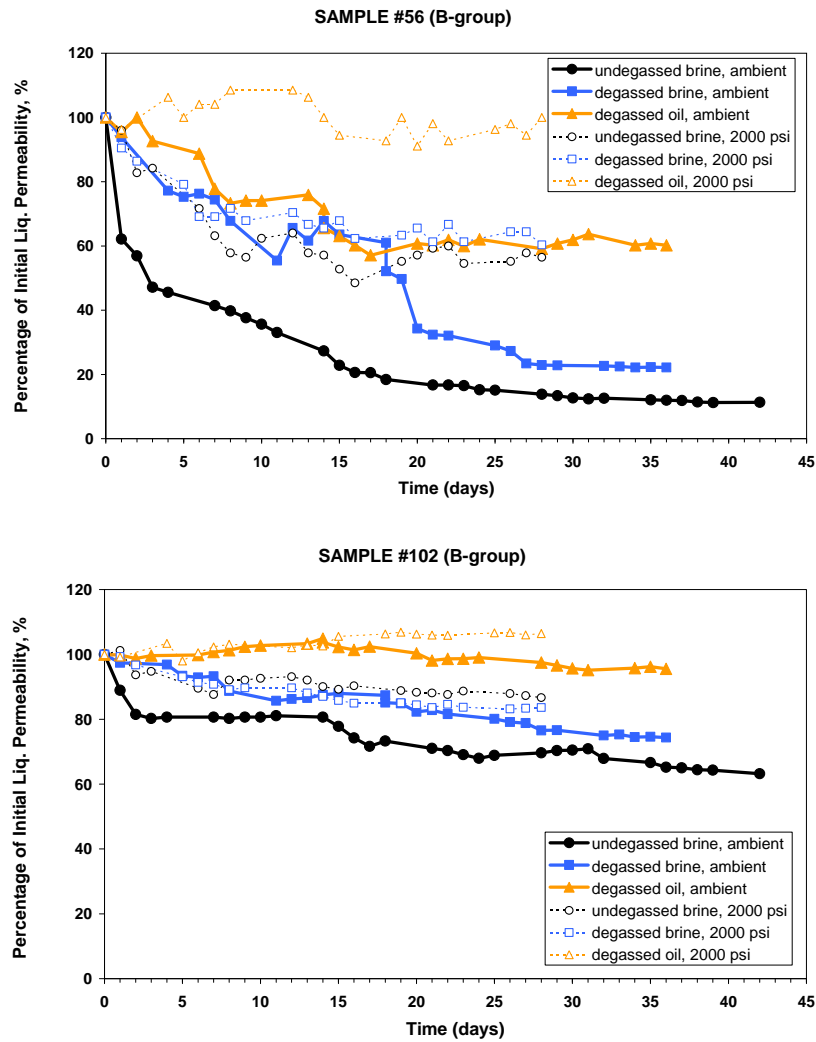 SAMPLE #56 (B-group)
Percentage of Initial Liq. Permeability, %
120
100
80
60
40
20
0
undegassed brine, ambient
degassed brine, ambient
degassed oil, ambient
undegassed brine, 2000 psi
degassed brine, 2000 psi
degassed oil, 2000 psi
0 5 10 15 20 25 30 35 40 45
Time (days)
SAMPLE #102 (B-group)
Percentage of Initial Liq. Permeability, %
120
100
80
60
40
20
0
undegassed brine, ambient
degassed brine, ambient
degassed oil, ambient
undegassed brine, 2000 psi
degassed brine, 2000 psi
degassed oil, 2000 psi
0 5 10 15 20 25 30 35 40 45
Time (days)